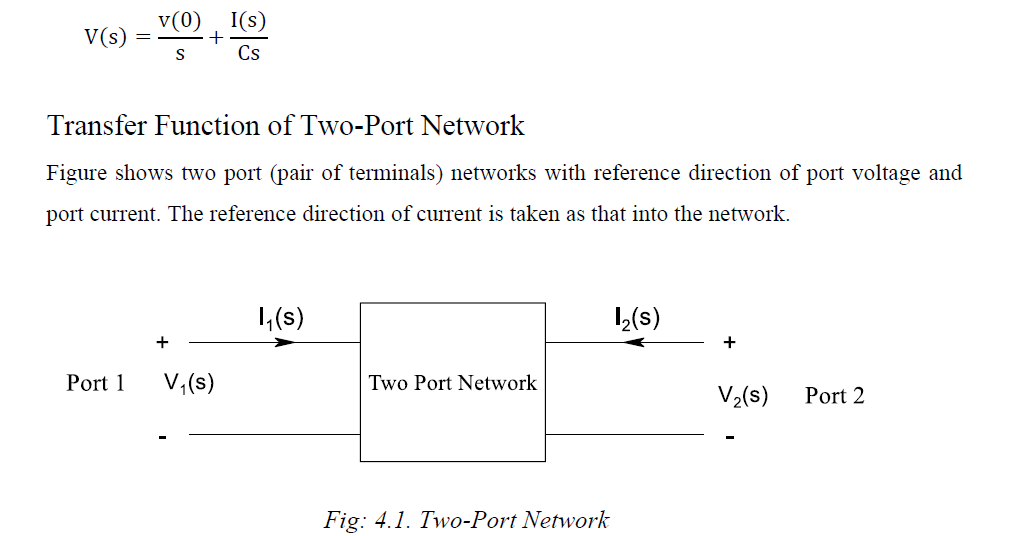 V(s) = v(0)/s + I(s)/Cs
Transfer Function of Two-Port Network
Figure shows two port (pair of terminals) networks with reference direction of port voltage and
port current. The reference direction of current is taken as that into the network.
I₁(s) I₂(s)
+ +
Port 1 V₁(s) Two Port Network V₂(s) Port 2
- -
Fig: 4.1. Two-Port Network